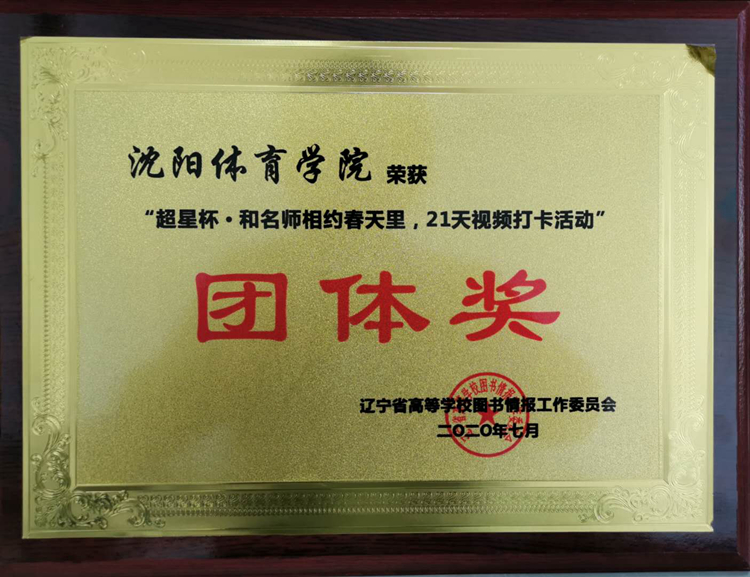 沈阳体育学院 荣获
“超星杯·和名师相约春天里，21天视频打卡活动”
团体奖
辽宁省高等学校图书情报工作委员会
二〇二〇年七月